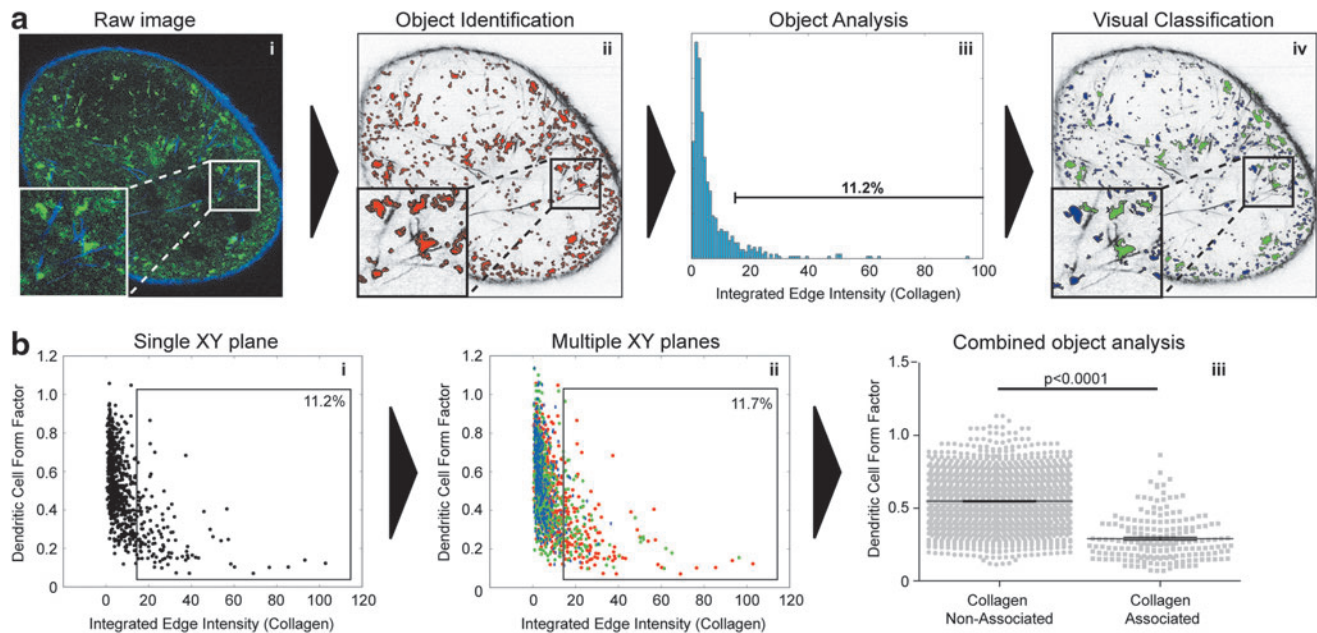 a
Raw image
Object Identification
Object Analysis
Visual Classification
i
ii
iii
iv
11.2%
0 20 40 60 80 100
Integrated Edge Intensity (Collagen)
b
Single XY plane
Multiple XY planes
Combined object analysis
i
ii
iii
Dendritic Cell Form Factor
1.2
1.0
0.8
0.6
0.4
0.2
0
11.2%
0 20 40 60 80 100 120
Integrated Edge Intensity (Collagen)
Dendritic Cell Form Factor
1.2
1.0
0.8
0.6
0.4
0.2
0
11.7%
0 20 40 60 80 100 120
Integrated Edge Intensity (Collagen)
Dendritic Cell Form Factor
1.5
1.0
0.5
0
p<0.0001
Collagen
Non-Associated
Collagen
Associated